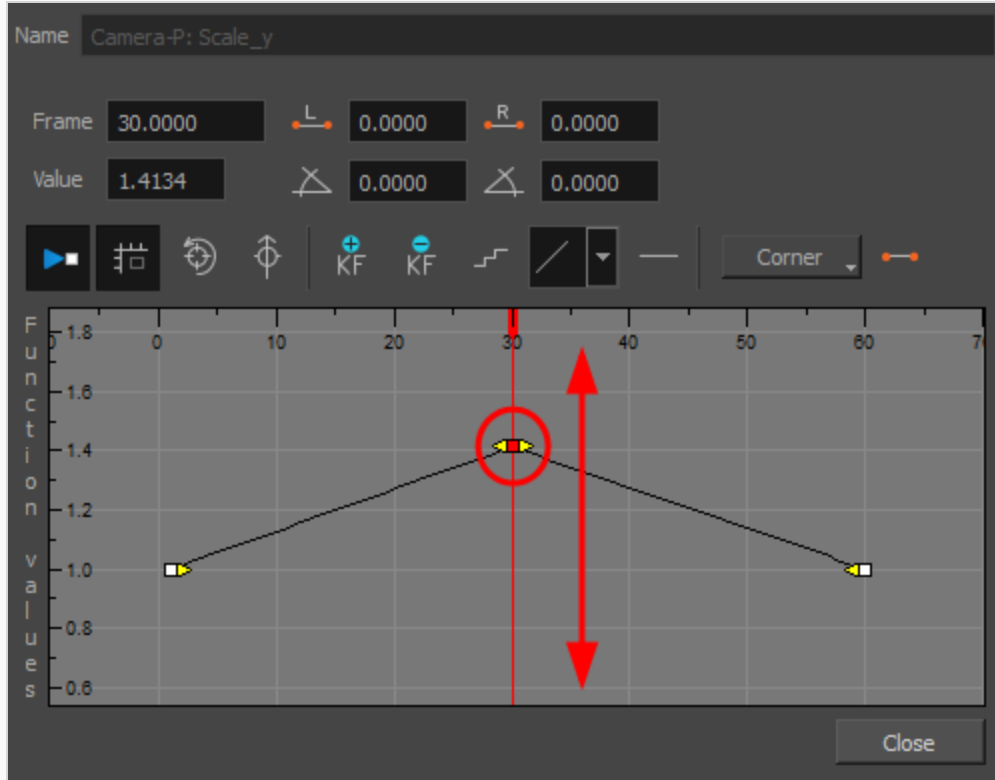 Name Camera-P: Scale_y
Frame 30.0000 L 0.0000 R 0.0000
Value 1.4134 0.0000 0.0000
KF KF Corner
Function values
0 10 20 30 40 50 60
1.8
1.6
1.4
1.2
1.0
0.8
0.6
Close